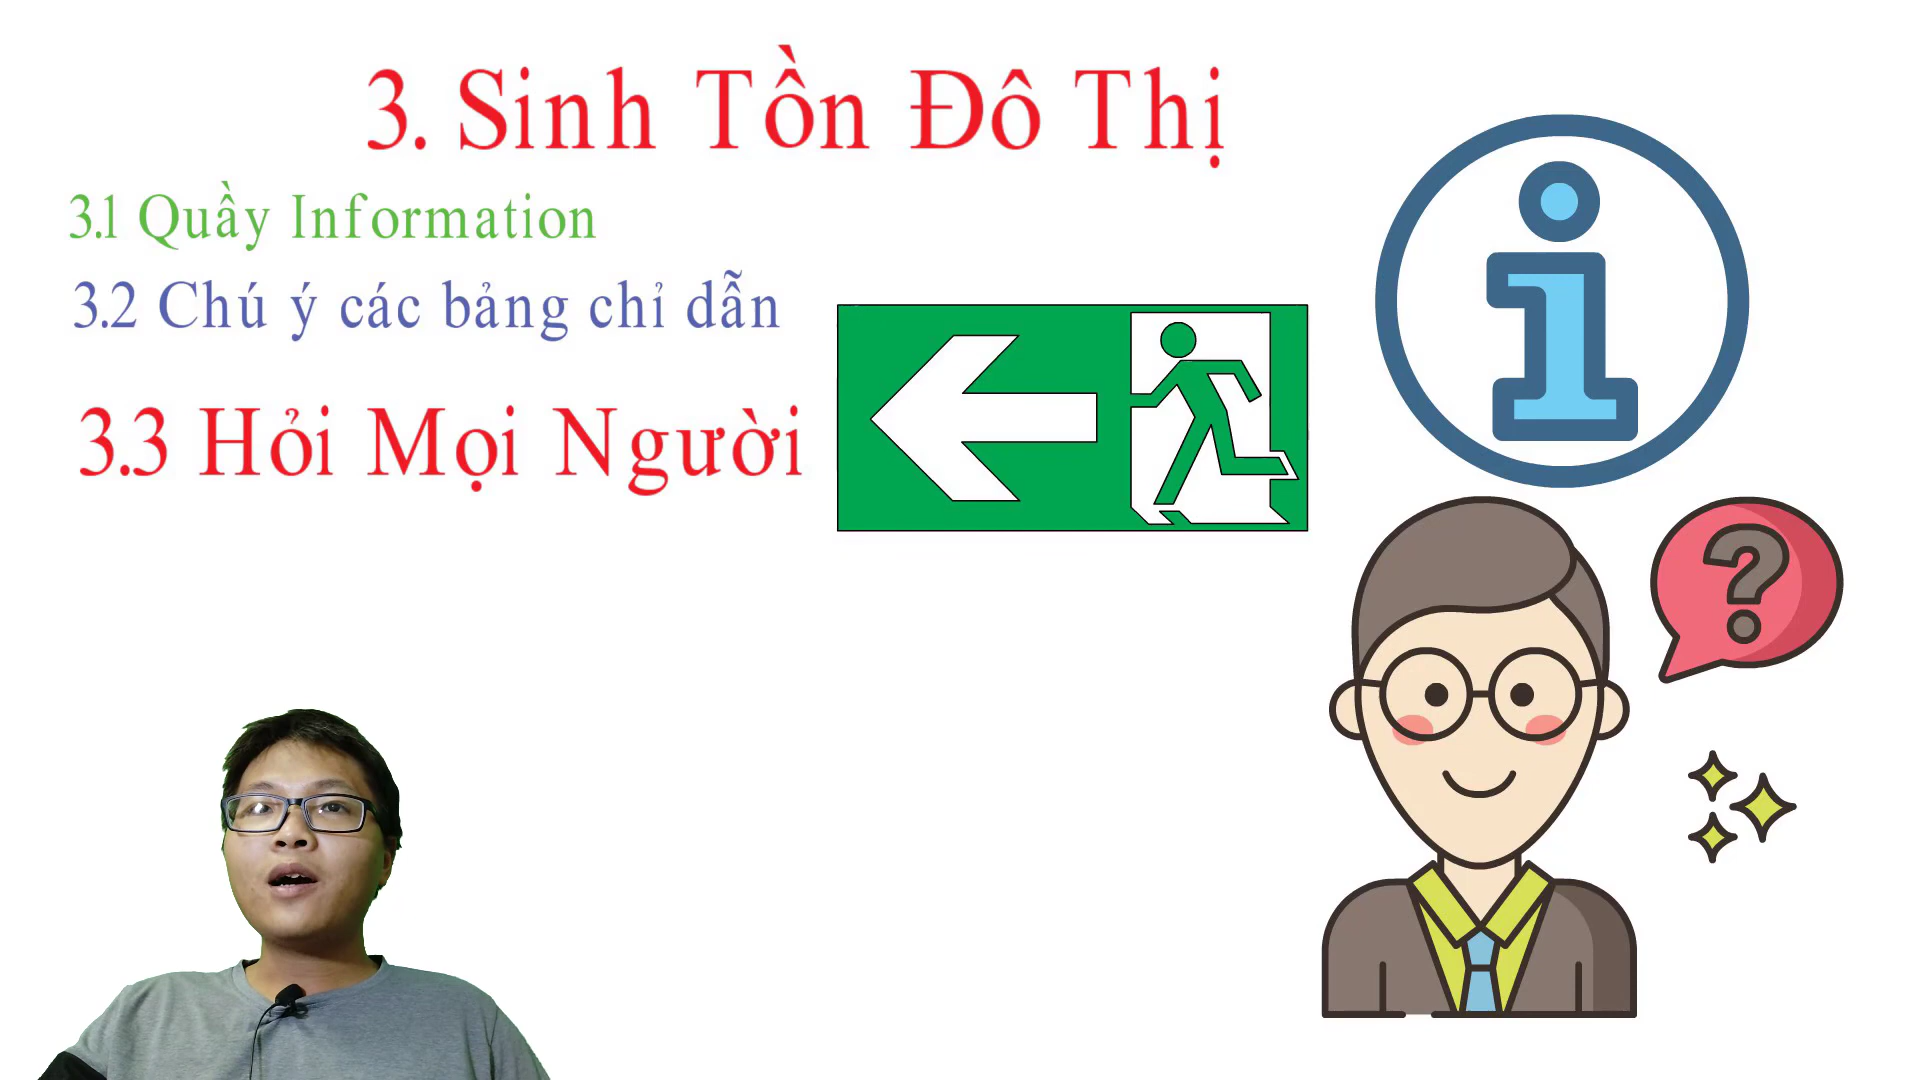 3. Sinh Tồn Đô Thị
3.1 Quầy Information
3.2 Chú ý các bảng chỉ dẫn
3.3 Hỏi Mọi Người
?